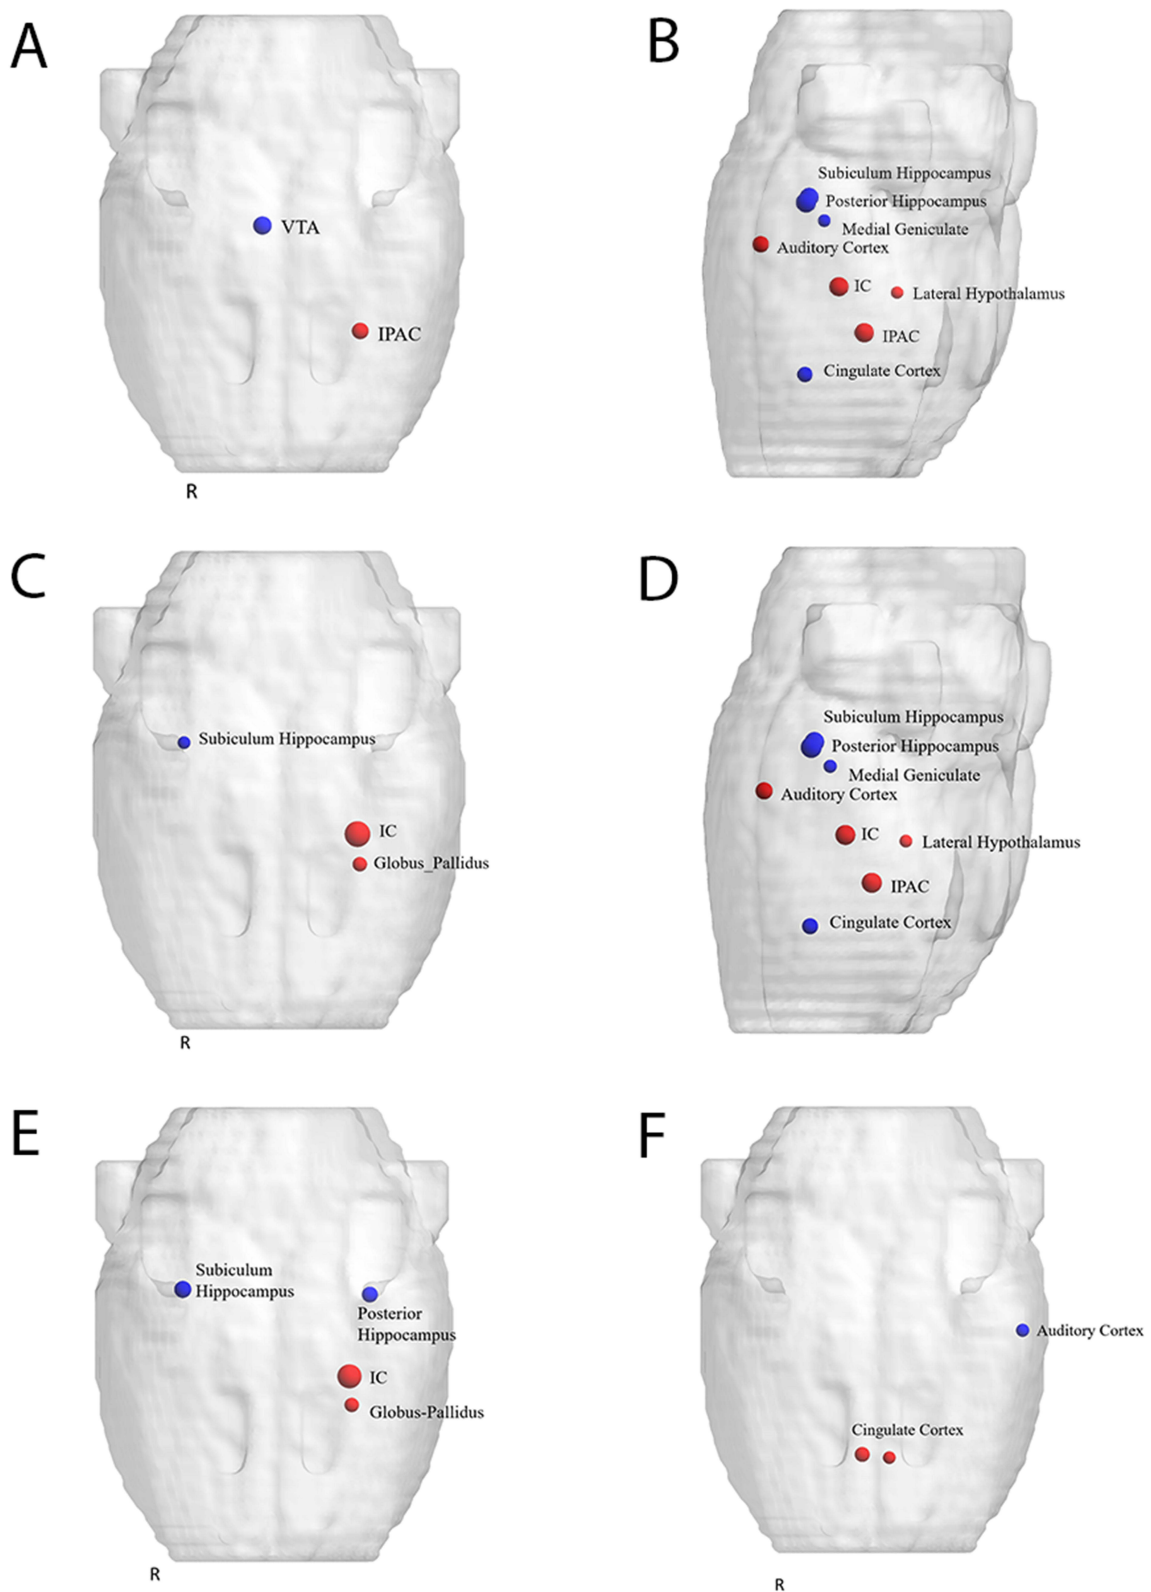 A
VTA
IPAC
R
B
Subiculum Hippocampus
Posterior Hippocampus
Medial Geniculate
Auditory Cortex
IC
Lateral Hypothalamus
IPAC
Cingulate Cortex
C
Subiculum Hippocampus
IC
Globus_Pallidus
R
D
Subiculum Hippocampus
Posterior Hippocampus
Medial Geniculate
Auditory Cortex
IC
Lateral Hypothalamus
IPAC
Cingulate Cortex
E
Subiculum
Hippocampus
Posterior
Hippocampus
IC
Globus-Pallidus
R
F
Auditory Cortex
Cingulate Cortex
R